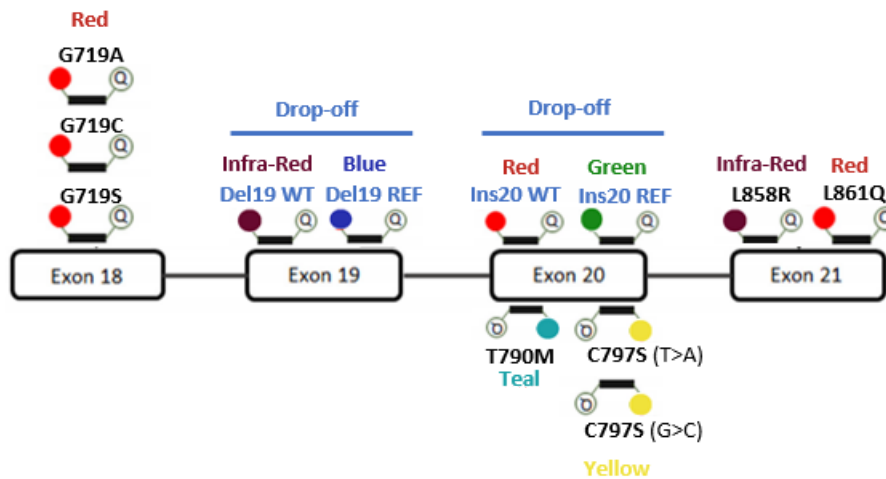 Red
G719A
Q
G719C
Q
G719S
Q
Drop-off
Infra-Red Blue
Del19 WT Del19 REF
Q Q
Drop-off
Red Green
Ins20 WT Ins20 REF
Q Q
Infra-Red Red
L858R L861Q
Q Q
Exon 18 Exon 19 Exon 20 Exon 21
Q Q
T790M C797S (T>A)
Teal
Q
C797S (G>C)
Yellow